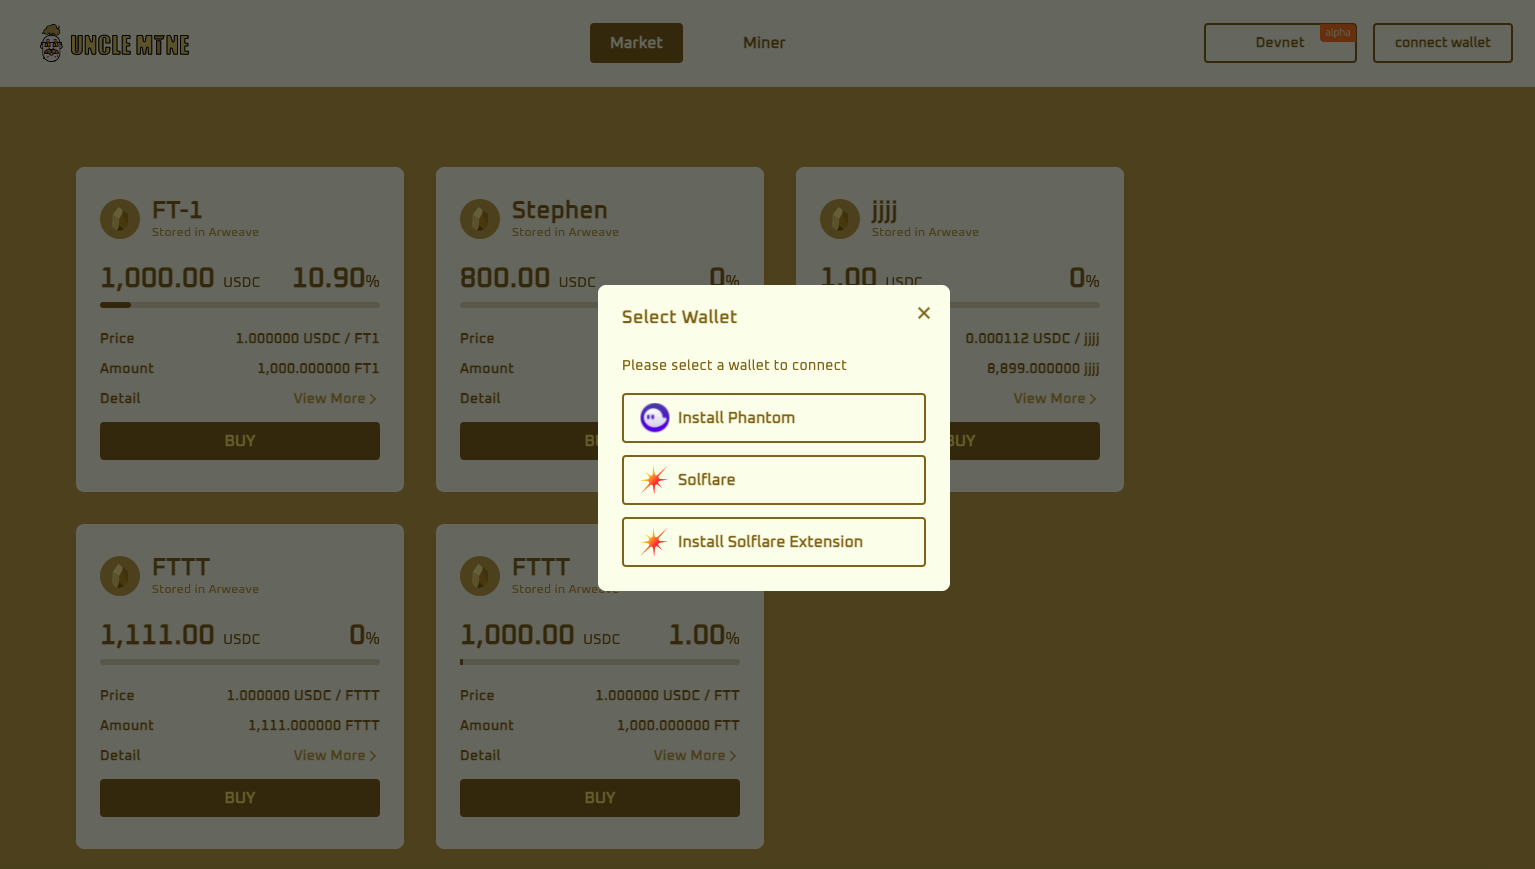 UNCLE MTNE
Market
Miner
Devnet
alpha
connect wallet
FT-1
Stored in Arweave
1,000.00 USDC 10.90%
Price 1.000000 USDC / FT1
Amount 1,000.000000 FT1
Detail View More
BUY
Stephen
Stored in Arweave
800.00 USDC 0%
Price
Amount
Detail
jjjj
Stored in Arweave
1.00 USDC 0%
0.000112 USDC / jjjj
8,899.000000 jjjj
View More
BUY
Select Wallet
Please select a wallet to connect
Install Phantom
Solflare
Install Solflare Extension
FTTT
Stored in Arweave
1,111.00 USDC 0%
Price 1.000000 USDC / FTTT
Amount 1,111.000000 FTTT
Detail View More
BUY
FTTT
Stored in Arweave
1,000.00 USDC 1.00%
Price 1.000000 USDC / FTT
Amount 1,000.000000 FTT
Detail View More
BUY